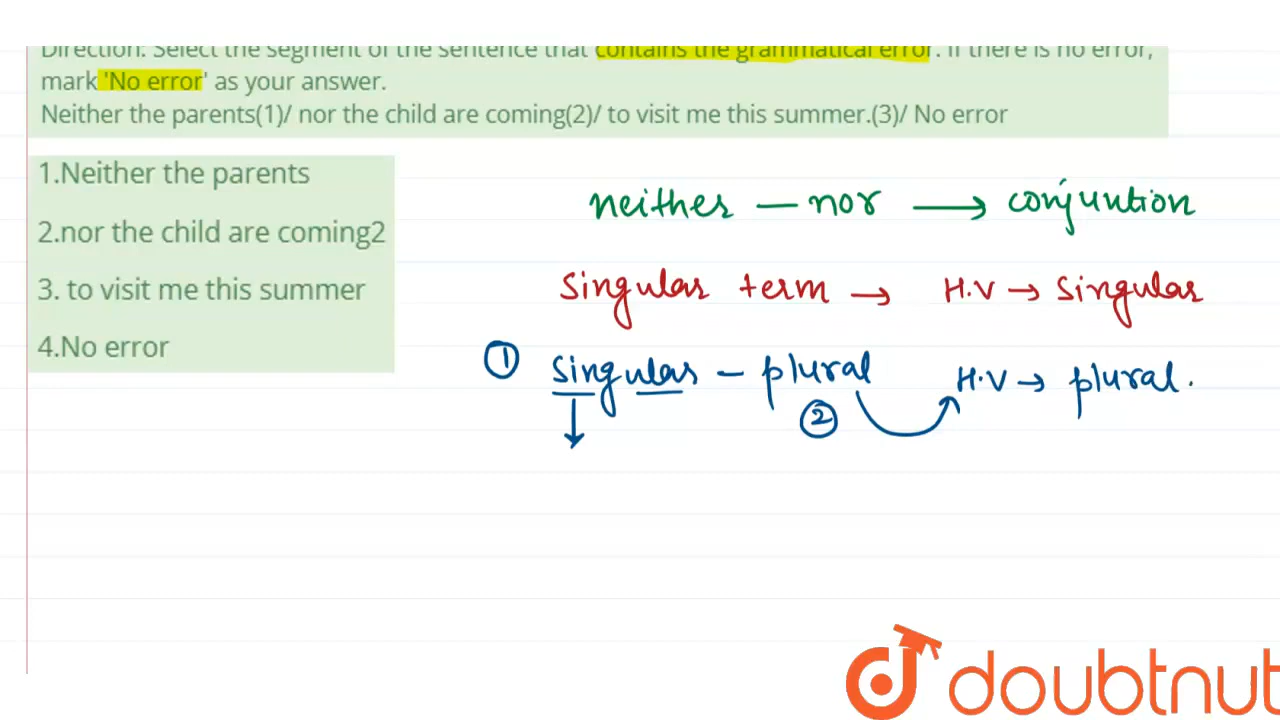 Direction: Select the segment of the sentence that contains the grammatical error. If there is no error,
mark 'No error' as your answer.
Neither the parents(1)/ nor the child are coming(2)/ to visit me this summer.(3)/ No error
1.Neither the parents
2.nor the child are coming2
3. to visit me this summer
4.No error
neither — nor → conjuntion
Singular term → H.V → Singular
① Singular — plural H.V → plural.
②
doubtnut